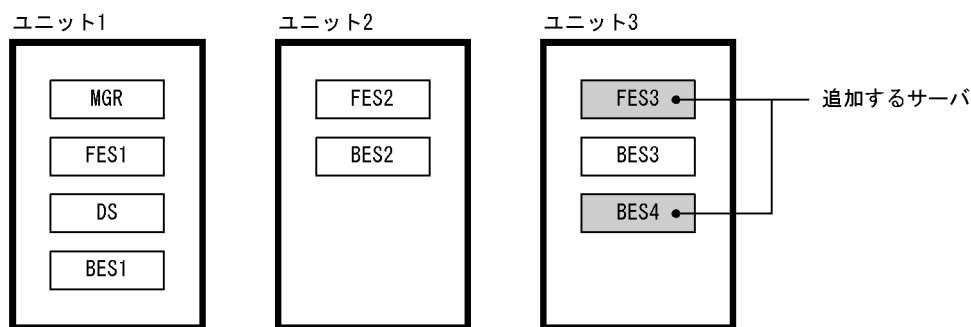 ユニット1
MGR
FES1
DS
BES1
ユニット2
FES2
BES2
ユニット3
FES3
BES3
BES4
追加するサーバ